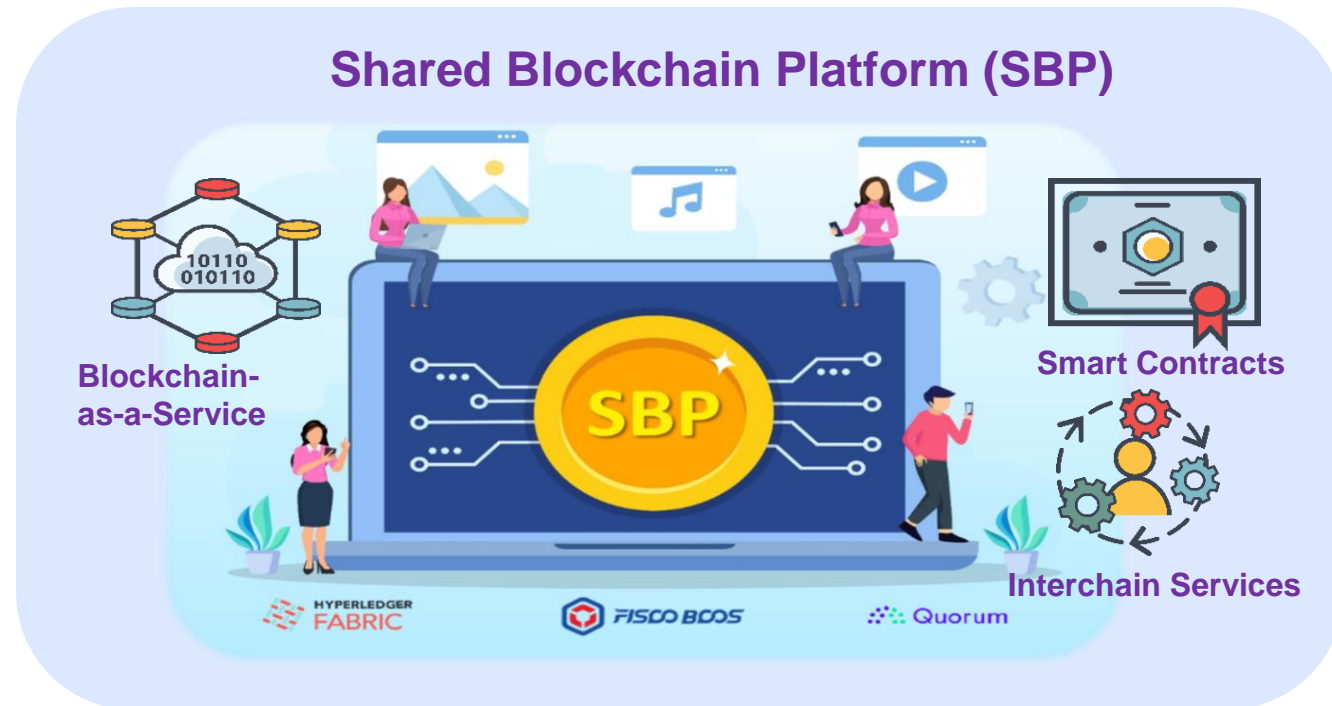 Shared Blockchain Platform (SBP)
10110
010110
Blockchain-
as-a-Service
SBP
Smart Contracts
Interchain Services
HYPERLEDGER
FABRIC
FISCO BCOS
Quorum